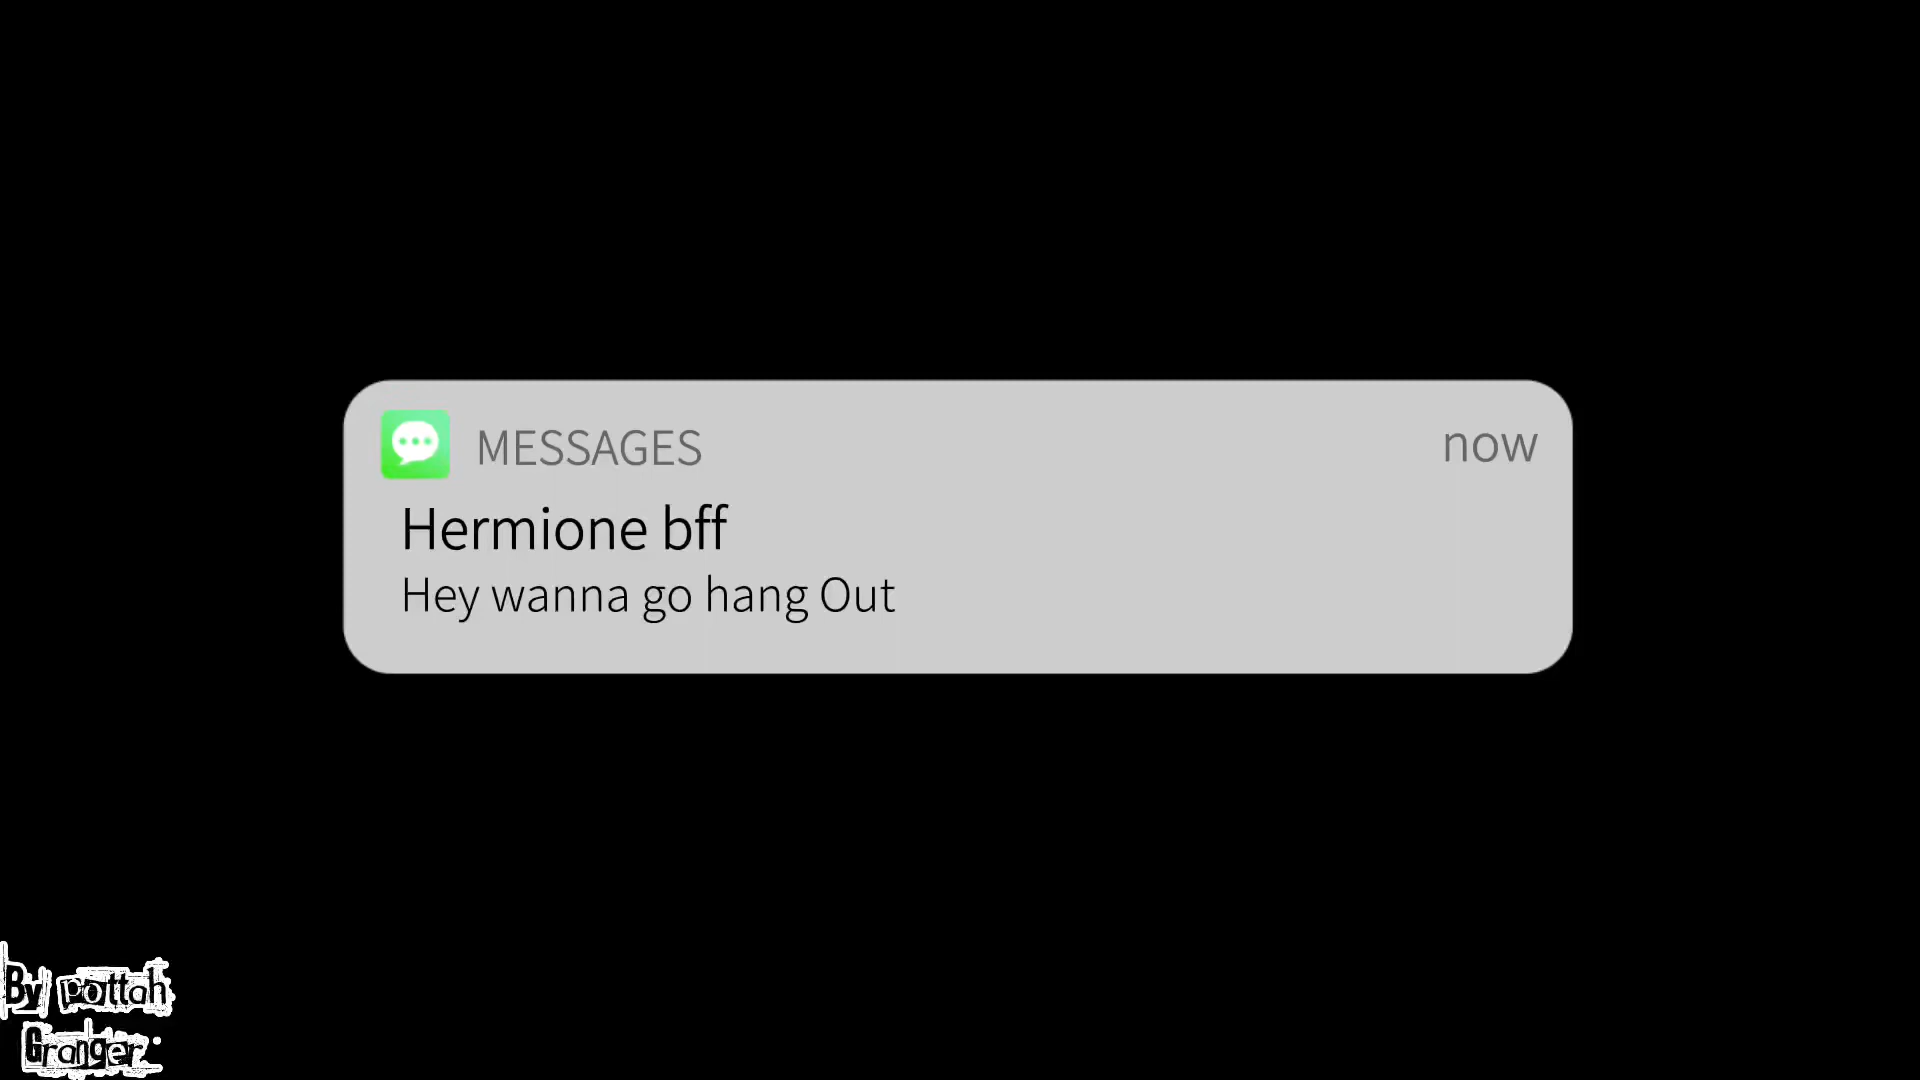 MESSAGES
now
Hermione bff
Hey wanna go hang Out
By pottah
Granger